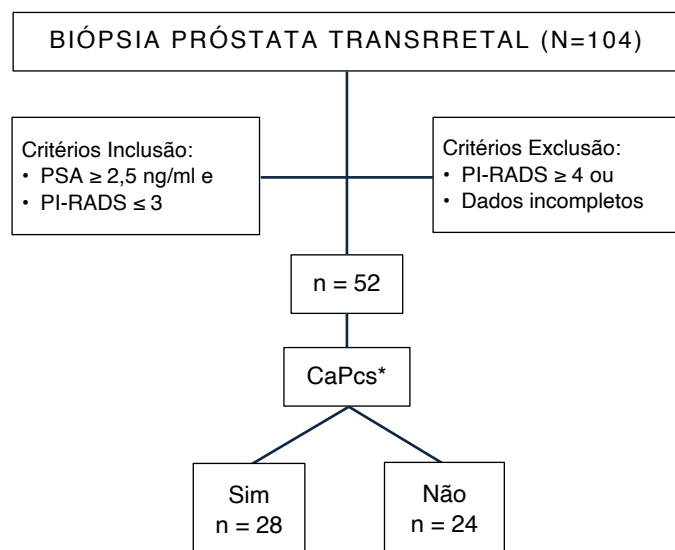 BIÓPSIA PRÓSTATA TRANSRRETAL (N=104)
Critérios Inclusão:
• PSA ≥ 2,5 ng/ml e
• PI-RADS ≤ 3
Critérios Exclusão:
• PI-RADS ≥ 4 ou
• Dados incompletos
n = 52
CaPcs*
Sim
n = 28
Não
n = 24